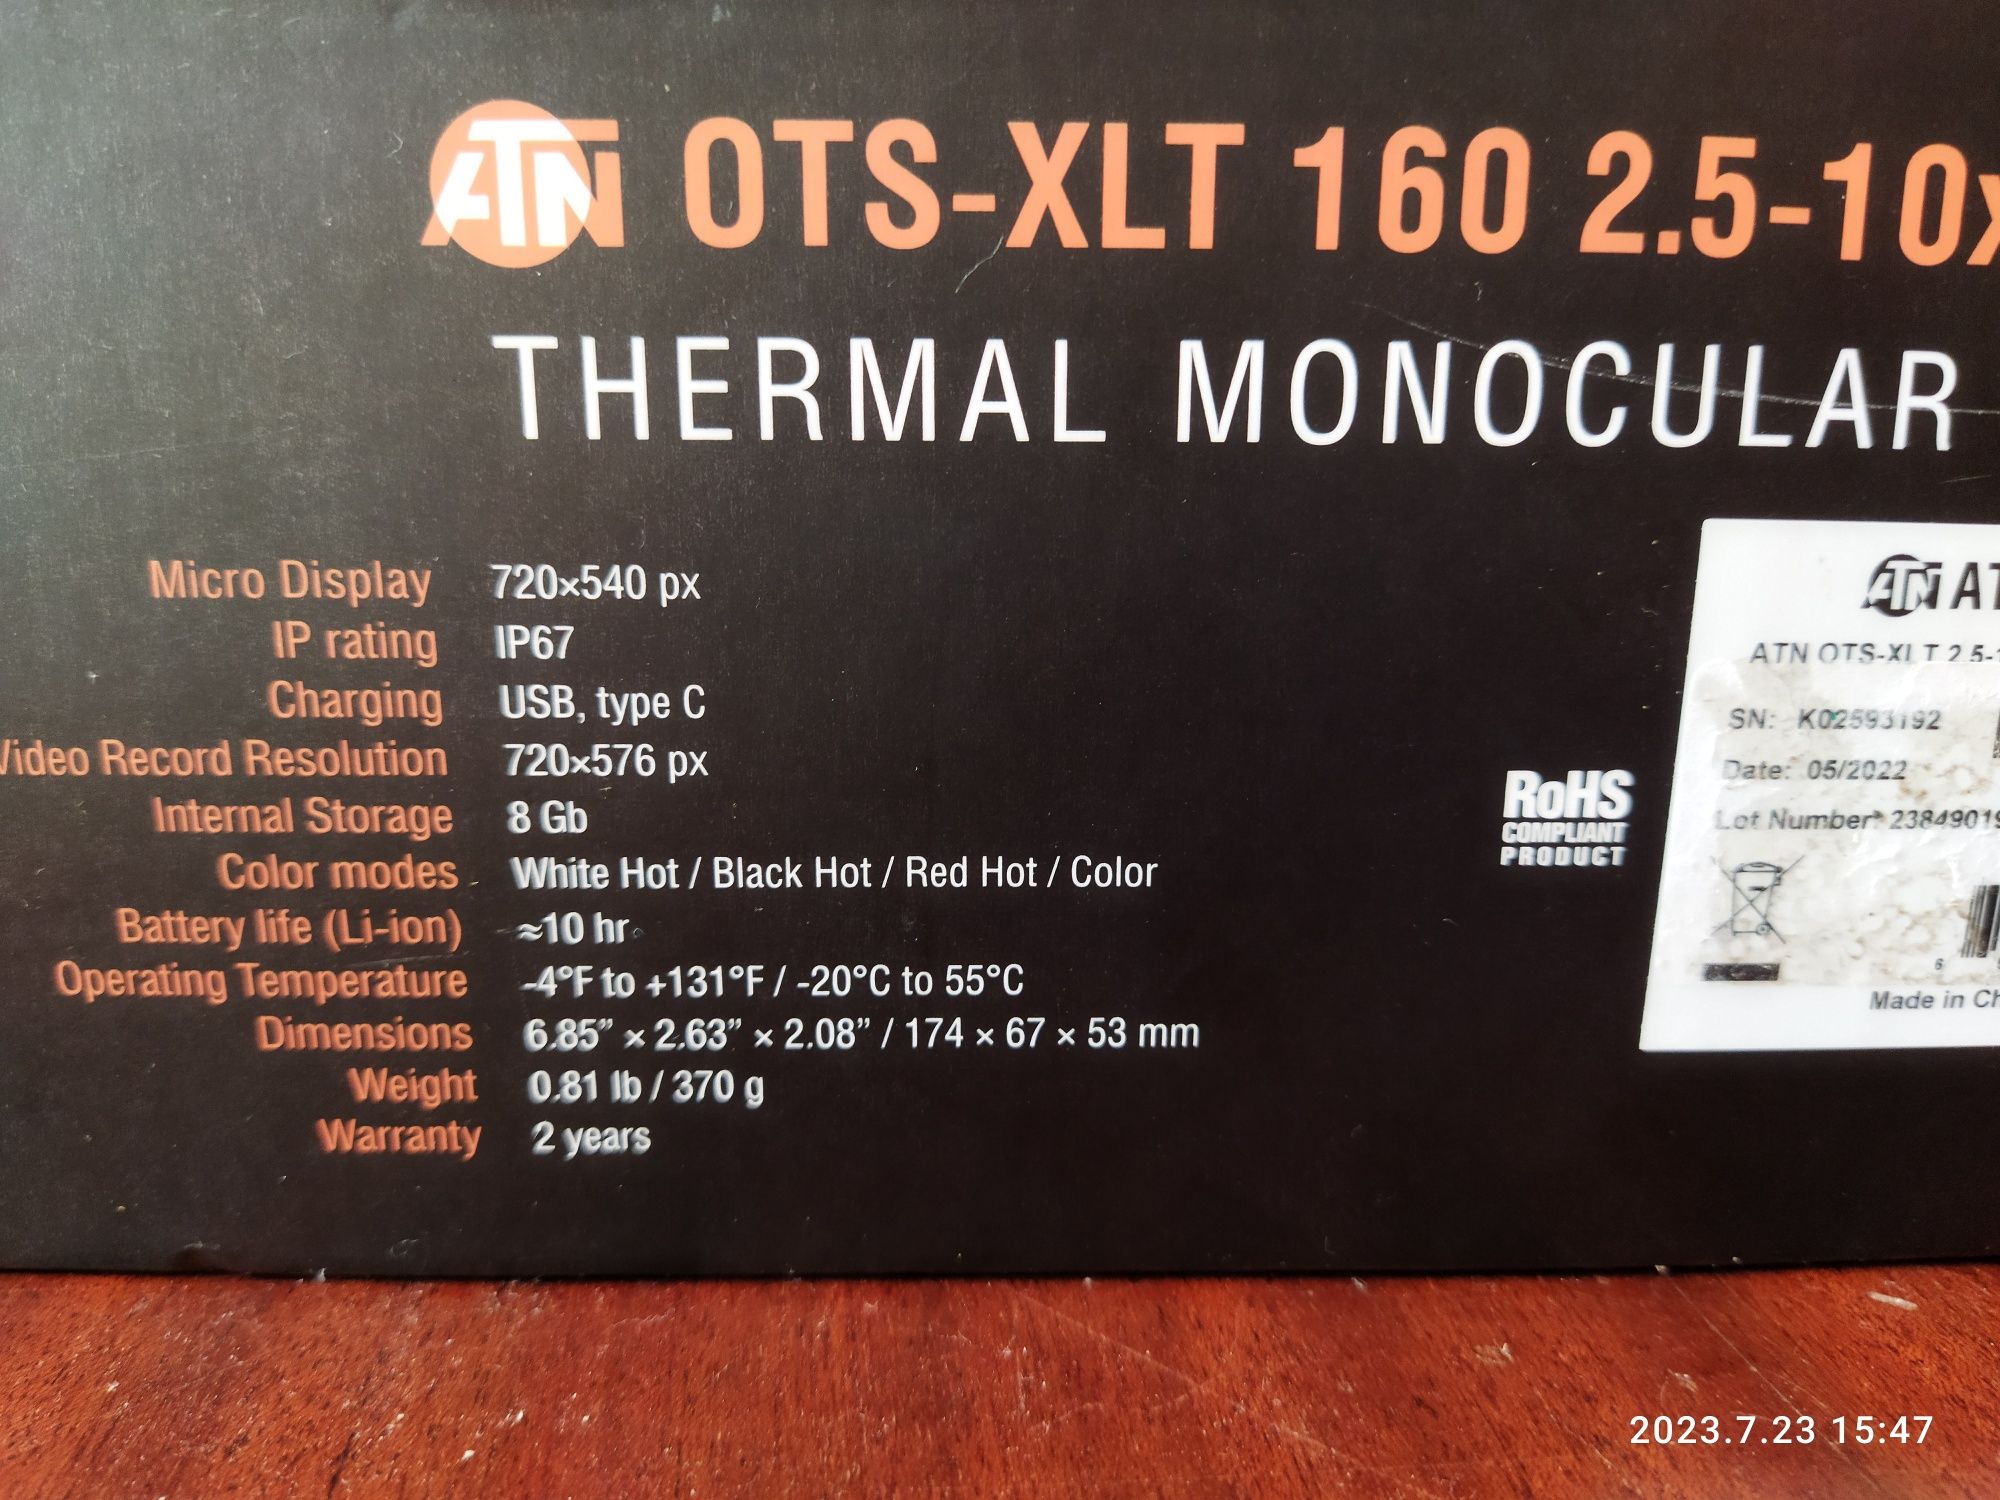 ATN OTS-XLT 160 2.5-10x
THERMAL MONOCULAR
Micro Display 720×540 px
IP rating IP67
Charging USB, type C
Video Record Resolution 720×576 px
Internal Storage 8 Gb
Color modes White Hot / Black Hot / Red Hot / Color
Battery life (Li-ion) ≈10 hr
Operating Temperature -4°F to +131°F / -20°C to 55°C
Dimensions 6.85” × 2.63” × 2.08” / 174 × 67 × 53 mm
Weight 0.81 lb / 370 g
Warranty 2 years
RoHS
COMPLIANT
PRODUCT
ATN AT
ATN OTS-XLT 2.5-1
SN: K02593192
Date: 05/2022
Lot Number: 23849019
6
Made in Ch
2023.7.23 15:47